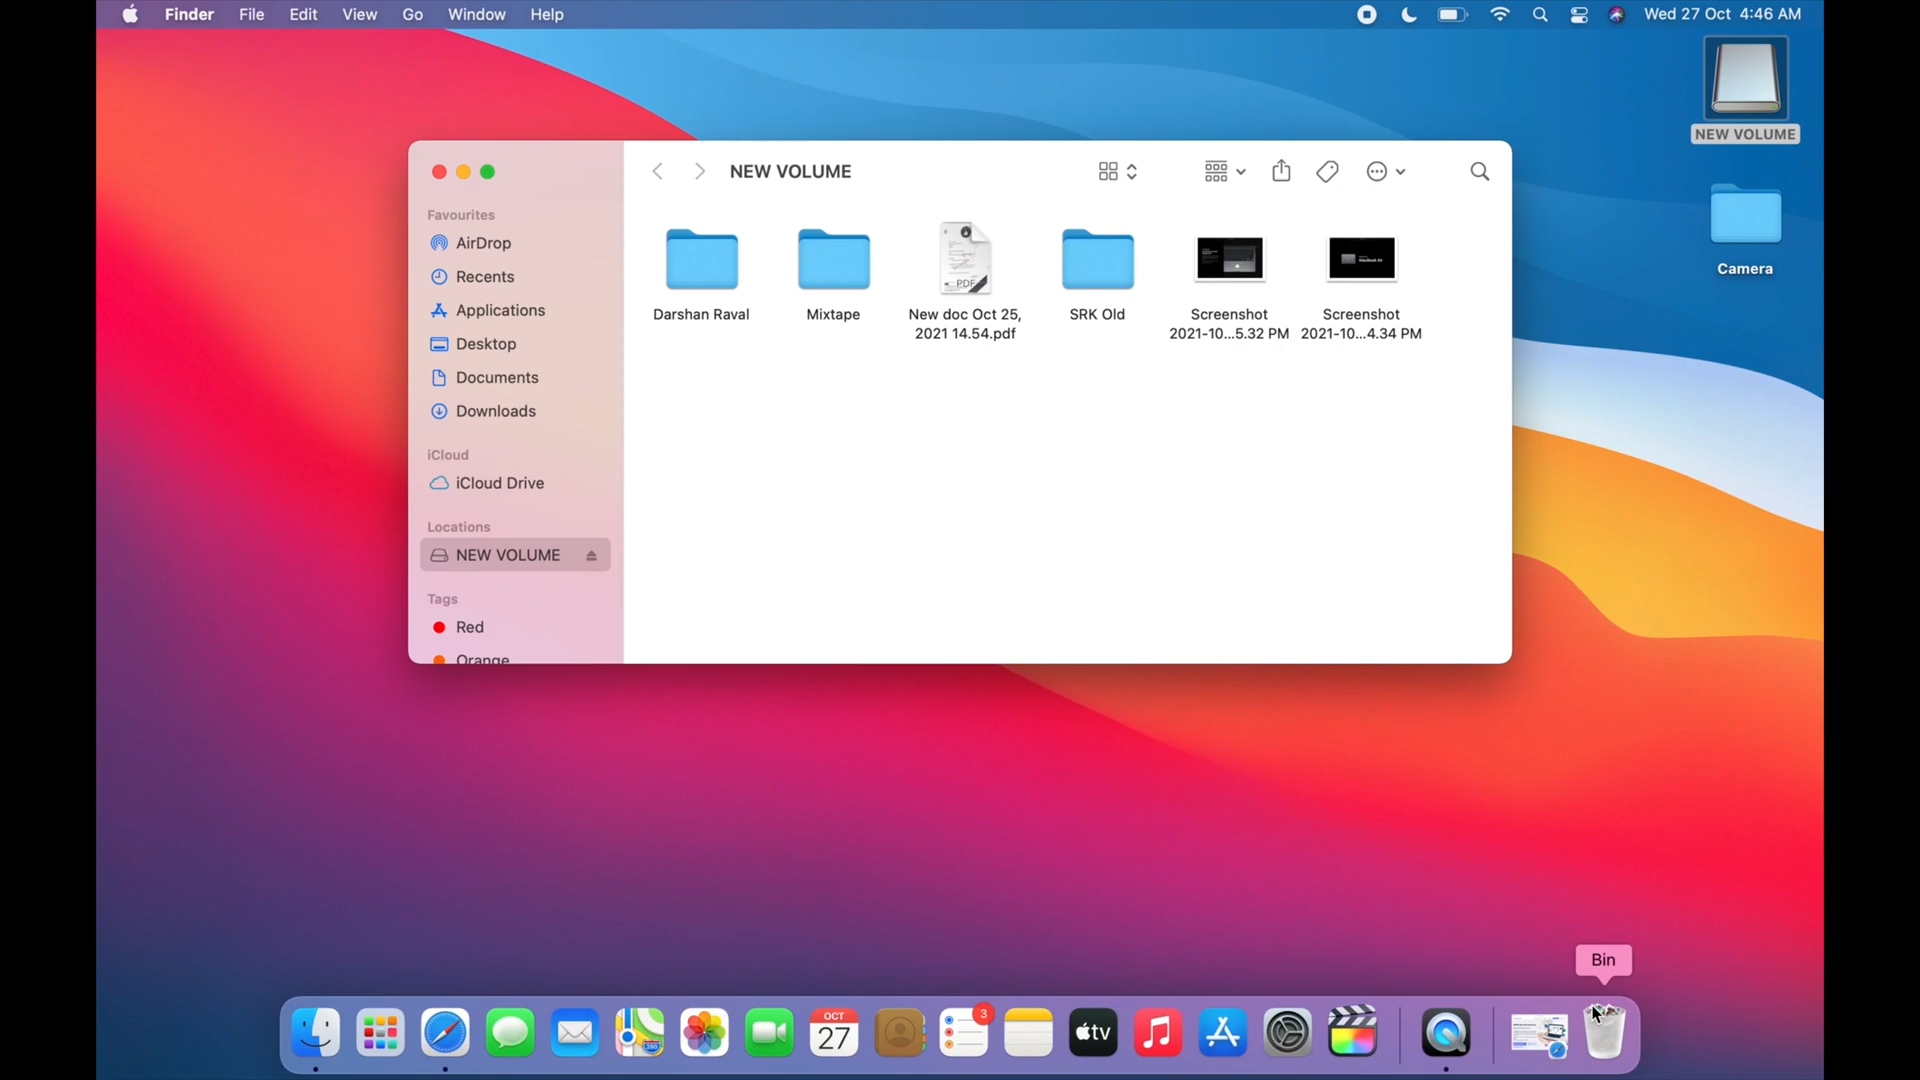 Finder File Edit View Go Window Help Wed 27 Oct 4:46 AM
NEW VOLUME
Camera
NEW VOLUME
Favourites
AirDrop
Recents
Applications
Desktop
Documents
Downloads
iCloud
iCloud Drive
Locations
NEW VOLUME
Tags
Red
Orange
Darshan Raval
Mixtape
PDF
New doc Oct 25,
2021 14.54.pdf
SRK Old
Screenshot
2021-10...5.32 PM
Screenshot
2021-10...4.34 PM
Bin
OCT
27
3
tv